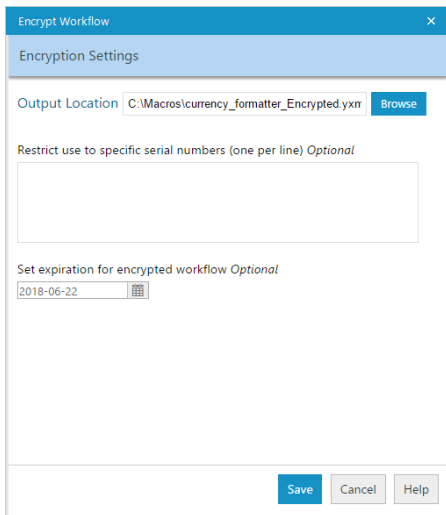 Encrypt Workflow
Encryption Settings
Output Location C:\Macros\currency_formatter_Encrypted.yxm Browse
Restrict use to specific serial numbers (one per line) Optional
Set expiration for encrypted workflow Optional
2018-06-22
Save Cancel Help